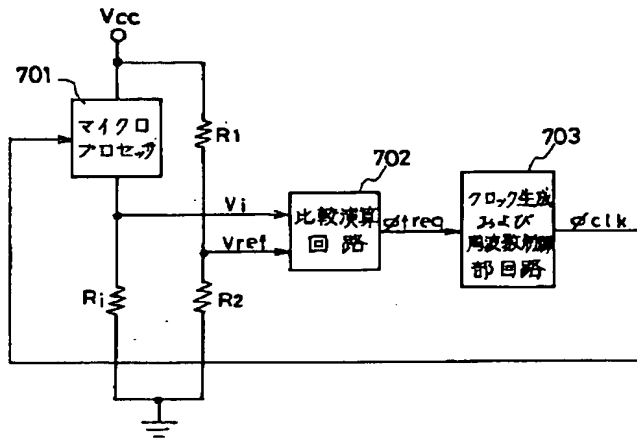 Vcc
701
マイクロ
プロセッサ
R1
702
703
Vi
比較演算
回路
φfreq
クロック生成
および
周波数制御
部回路
φclk
Vref
Ri
R2